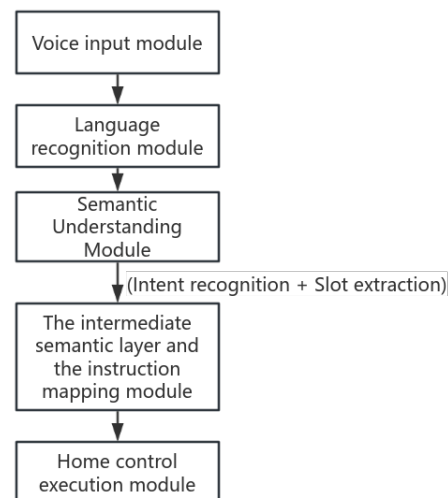 Voice input module
Language
recognition module
Semantic
Understanding
Module
(Intent recognition + Slot extraction)
The intermediate
semantic layer and
the instruction
mapping module
Home control
execution module